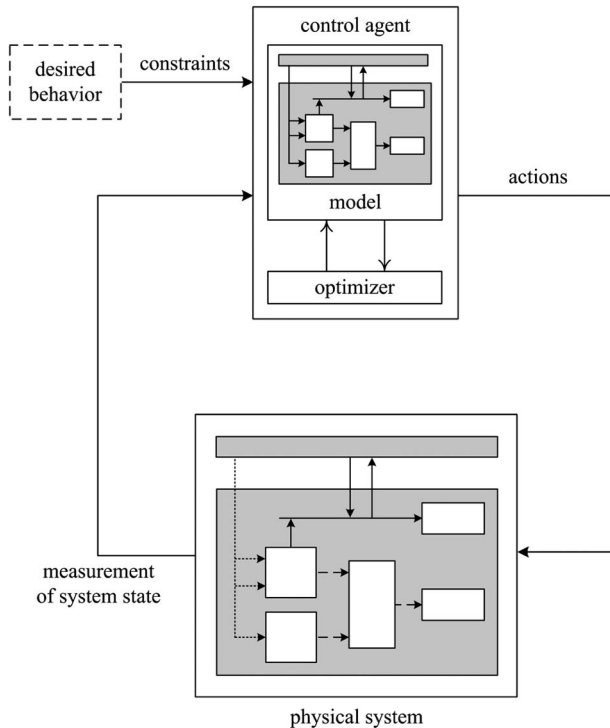 control agent
desired
behavior
constraints
model
optimizer
actions
measurement
of system state
physical system